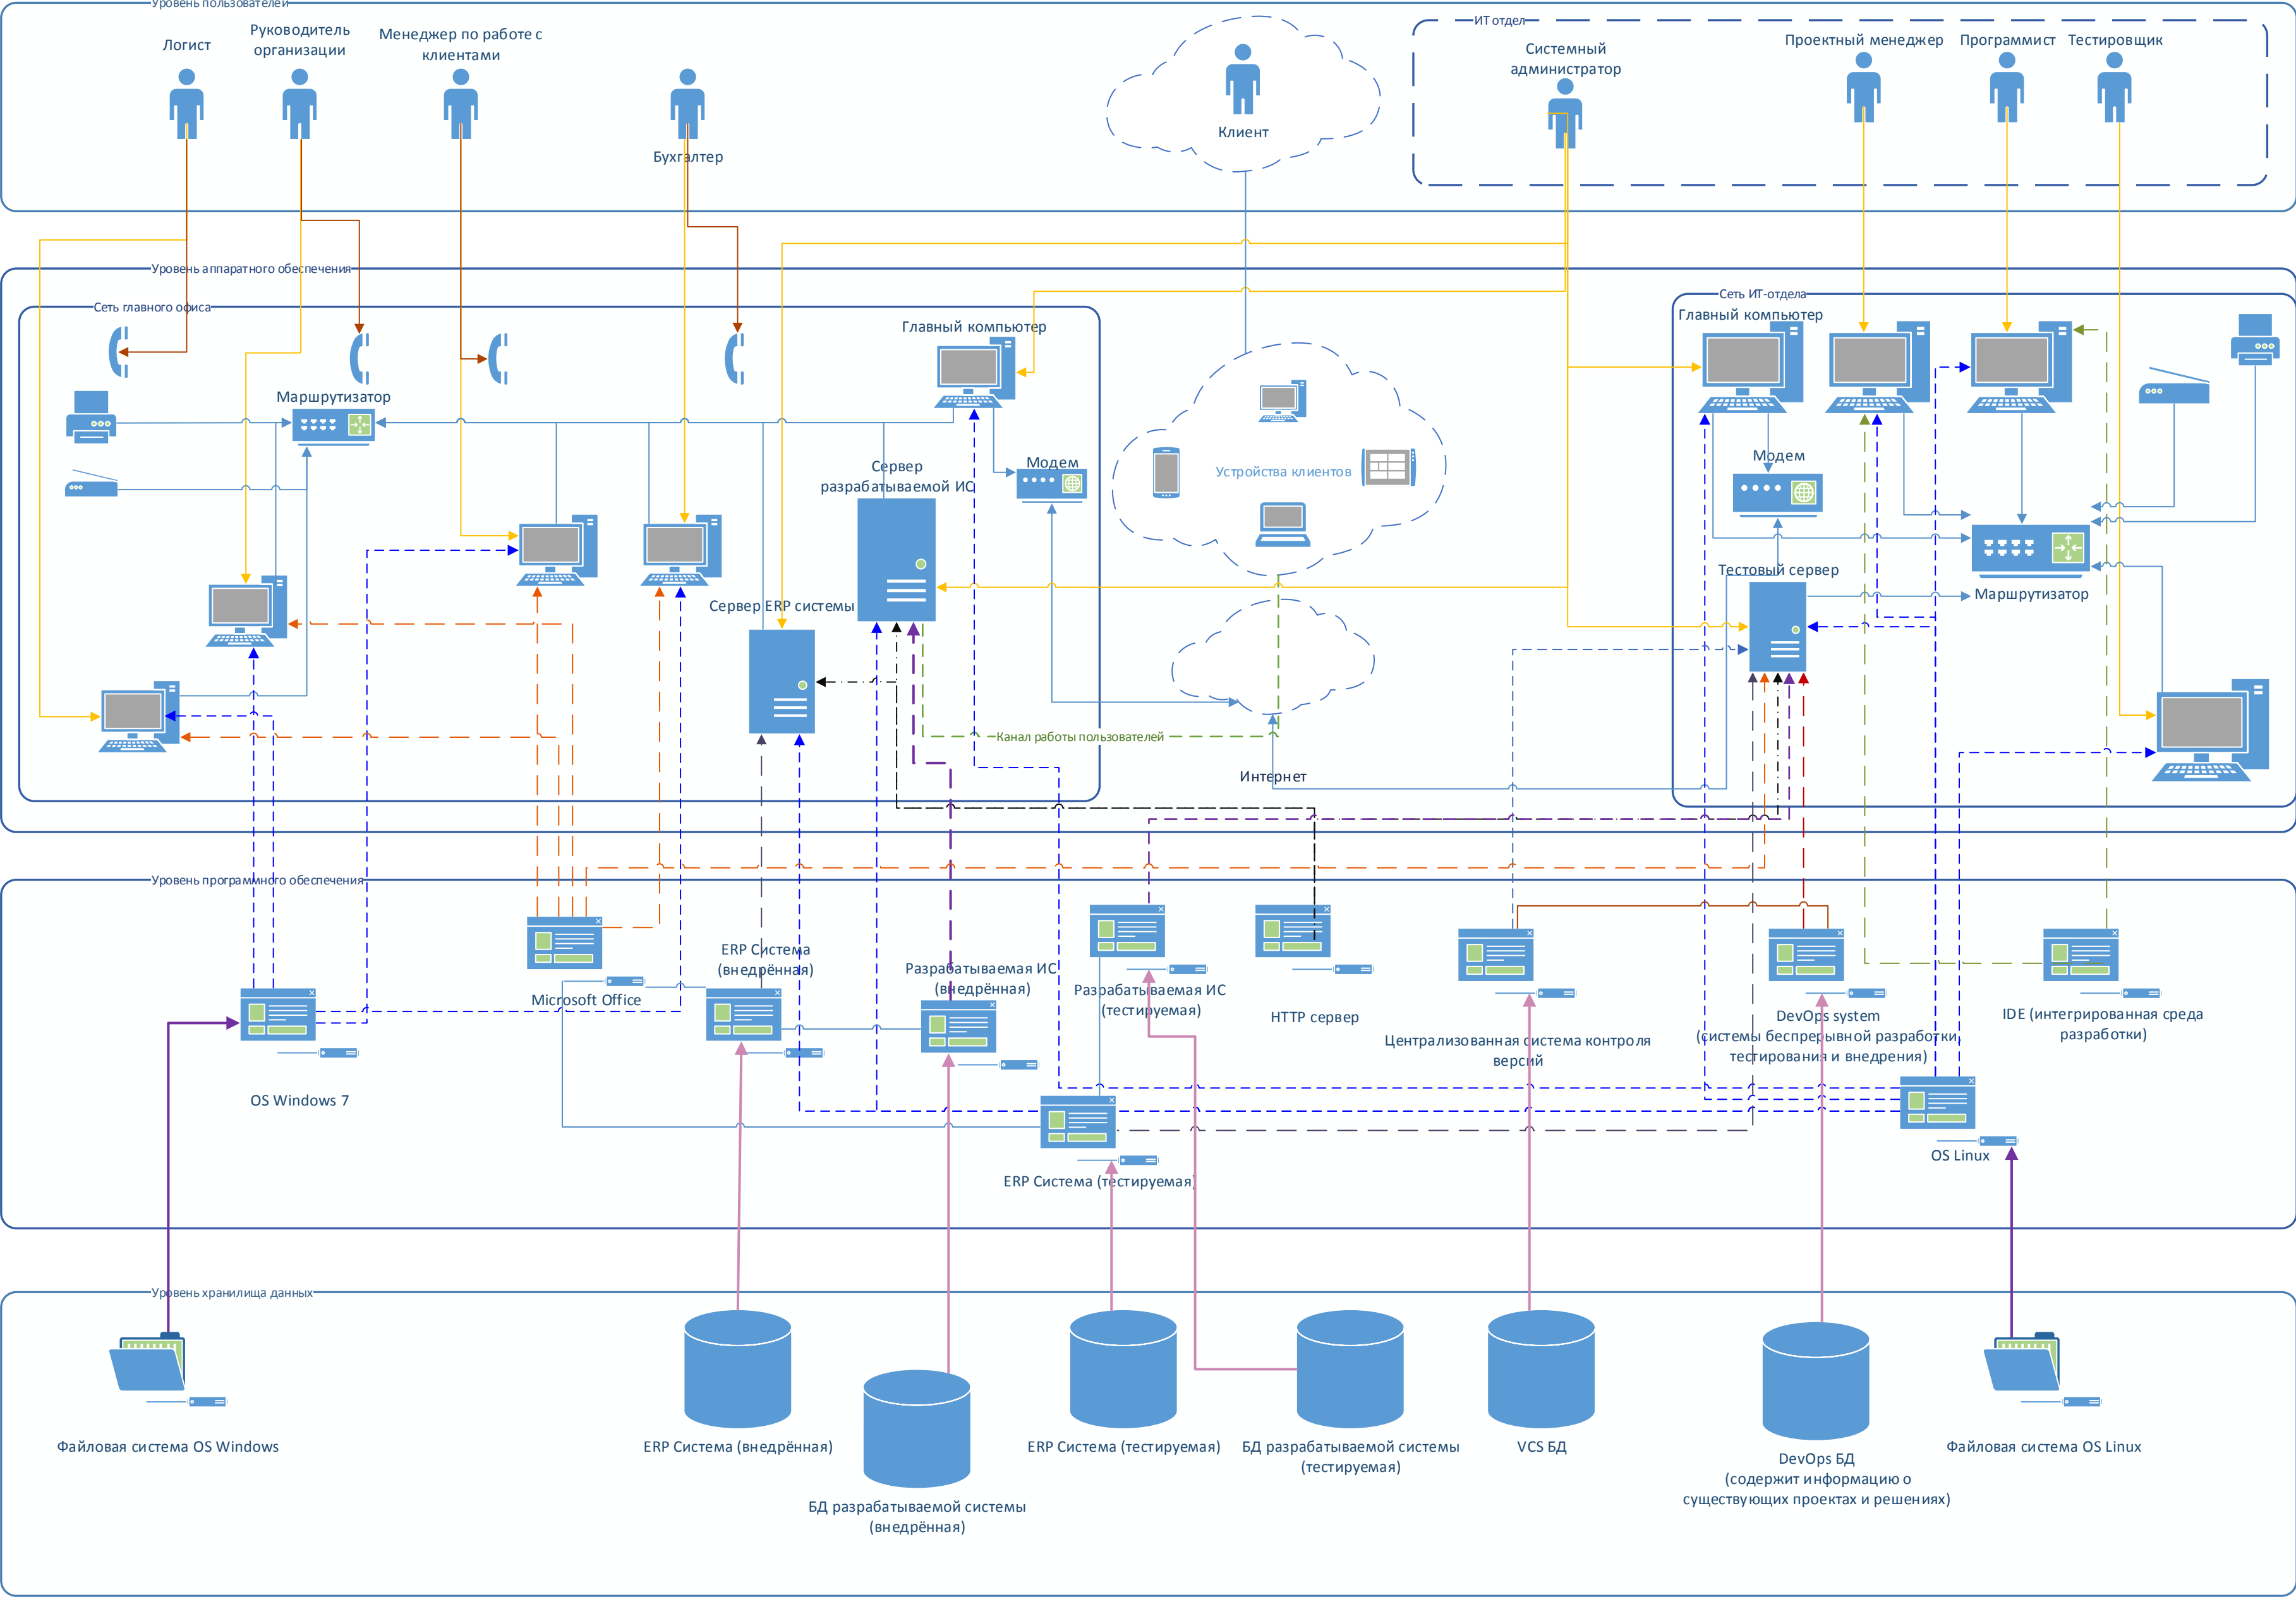 Уровень пользователей
Логист
Руководитель
организации
Менеджер по работе с
клиентами
Бухгалтер
Клиент
ИТ отдел
Системный
администратор
Проектный менеджер
Программист
Тестировщик
Уровень аппаратного обеспечения
Сеть главного офиса
Главный компьютер
Маршрутизатор
Сервер
разрабатываемой ИС
Модем
Сервер ERP системы
Устройства клиентов
Канал работы пользователей
Интернет
Сеть ИТ-отдела
Главный компьютер
Модем
Тестовый сервер
Маршрутизатор
Уровень программного обеспечения
Microsoft Office
OS Windows 7
ERP Система
(внедрённая)
Разрабатываемая ИС
(внедрённая)
Разрабатываемая ИС
(тестируемая)
HTTP сервер
Централизованная система контроля
версий
DevOps system
(системы беспрерывной разработки,
тестирования и внедрения)
IDE (интегрированная среда
разработки)
ERP Система (тестируемая)
OS Linux
Уровень хранилища данных
Файловая система OS Windows
ERP Система (внедрённая)
БД разрабатываемой системы
(внедрённая)
ERP Система (тестируемая)
БД разрабатываемой системы
(тестируемая)
VCS БД
DevOps БД
(содержит информацию о
существующих проектах и решениях)
Файловая система OS Linux